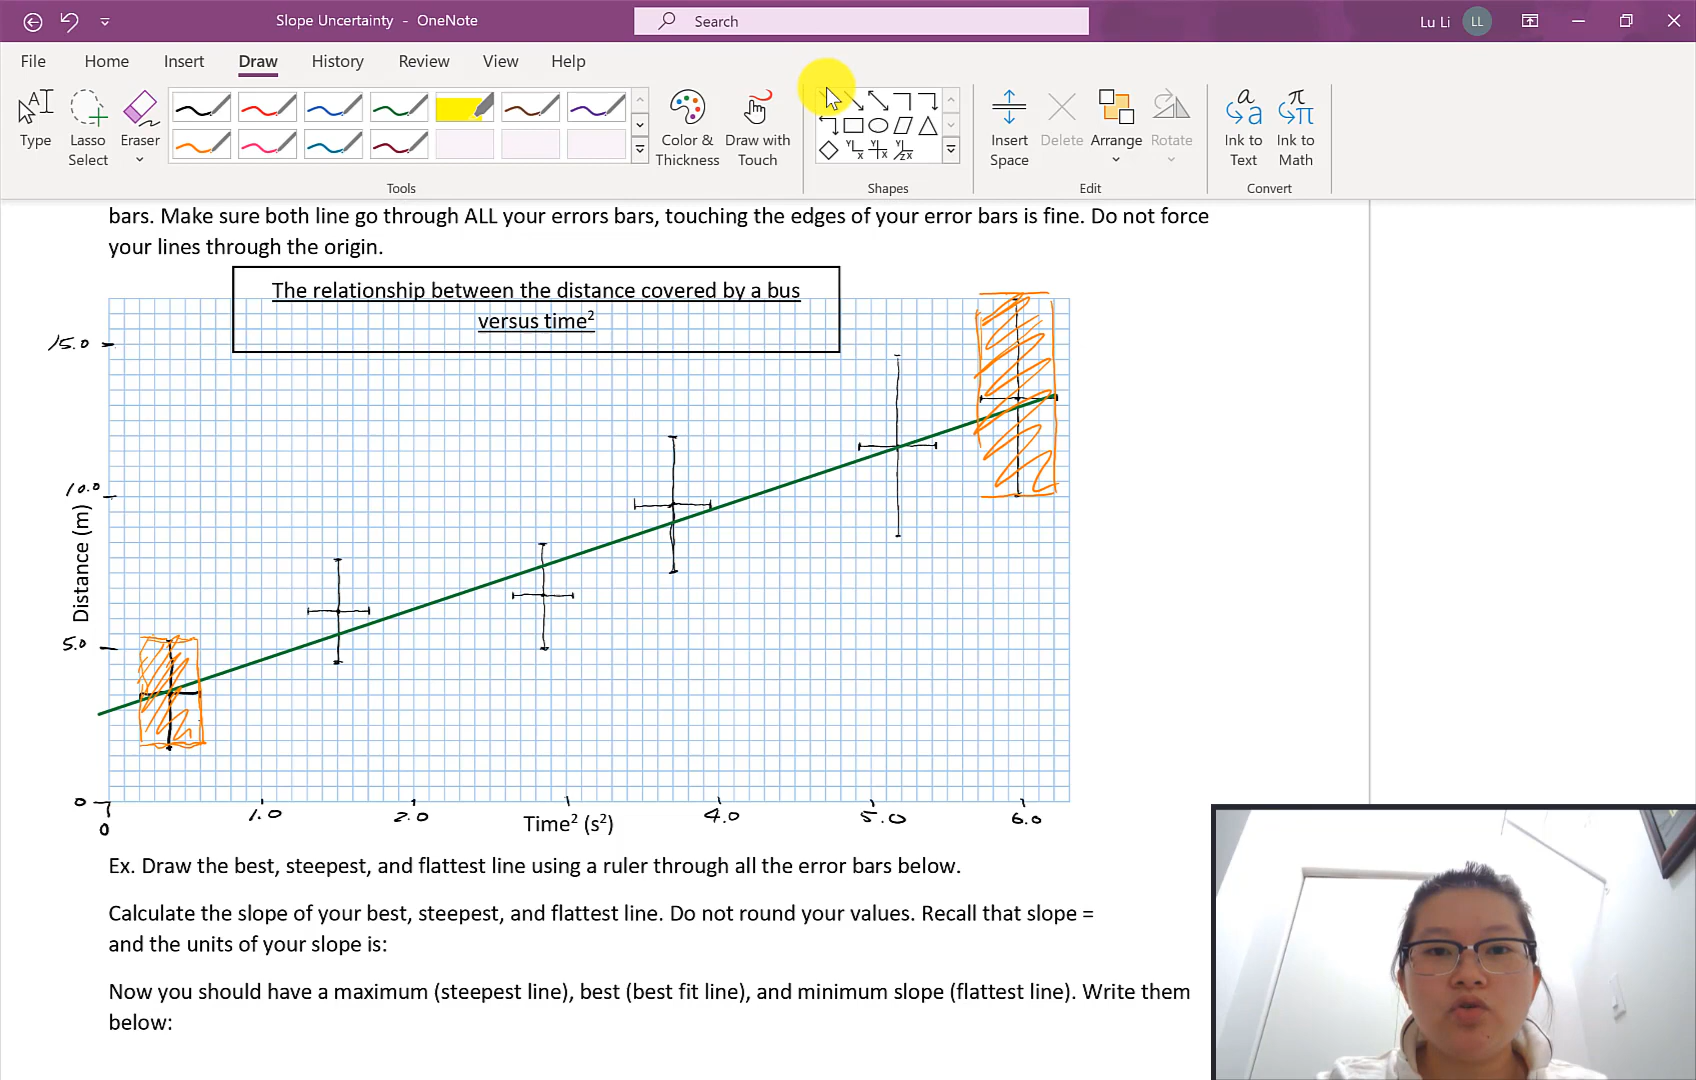 Slope Uncertainty - OneNote
Search
Lu Li
LL
File Home Insert Draw History Review View Help
Type
Lasso Select
Eraser
Color & Thickness
Draw with Touch
Insert Space
Delete
Arrange
Rotate
Ink to Text
Ink to Math
Tools
Shapes
Edit
Convert
bars. Make sure both line go through ALL your errors bars, touching the edges of your error bars is fine. Do not force
your lines through the origin.
The relationship between the distance covered by a bus
versus time²
15.0
10.0
Distance (m)
5.0
0
0
1.0
2.0
Time² (s²)
4.0
5.0
6.0
Ex. Draw the best, steepest, and flattest line using a ruler through all the error bars below.
Calculate the slope of your best, steepest, and flattest line. Do not round your values. Recall that slope =
and the units of your slope is:
Now you should have a maximum (steepest line), best (best fit line), and minimum slope (flattest line). Write them
below: